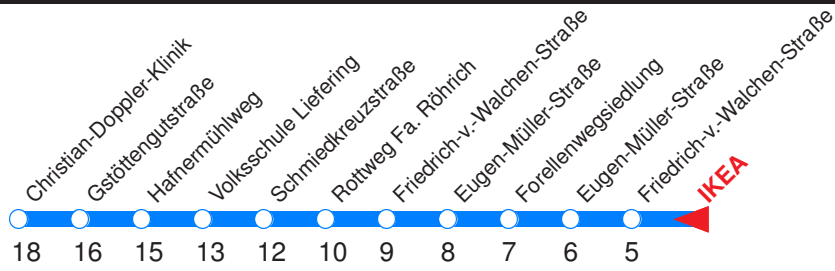 Christian-Doppler-Klinik
Gstöttengutstraße
Hafnermühlweg
Volksschule Liefering
Schmiedkreuzstraße
Rottweg Fa. Röhrich
Friedrich-v.-Walchen-Straße
Eugen-Müller-Straße
Forellenwegsiedlung
Eugen-Müller-Straße
Friedrich-v.-Walchen-Straße
IKEA
18 16 15 13 12 10 9 8 7 6 5